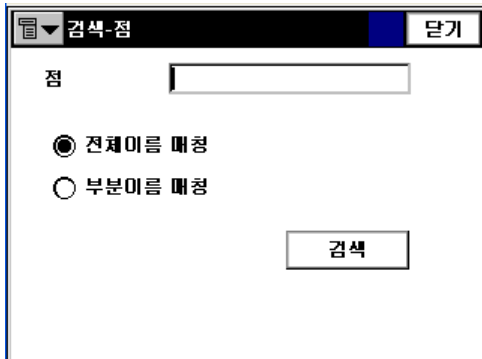 검색-점
닫기
점
전체이름 매칭
부분이름 매칭
검색